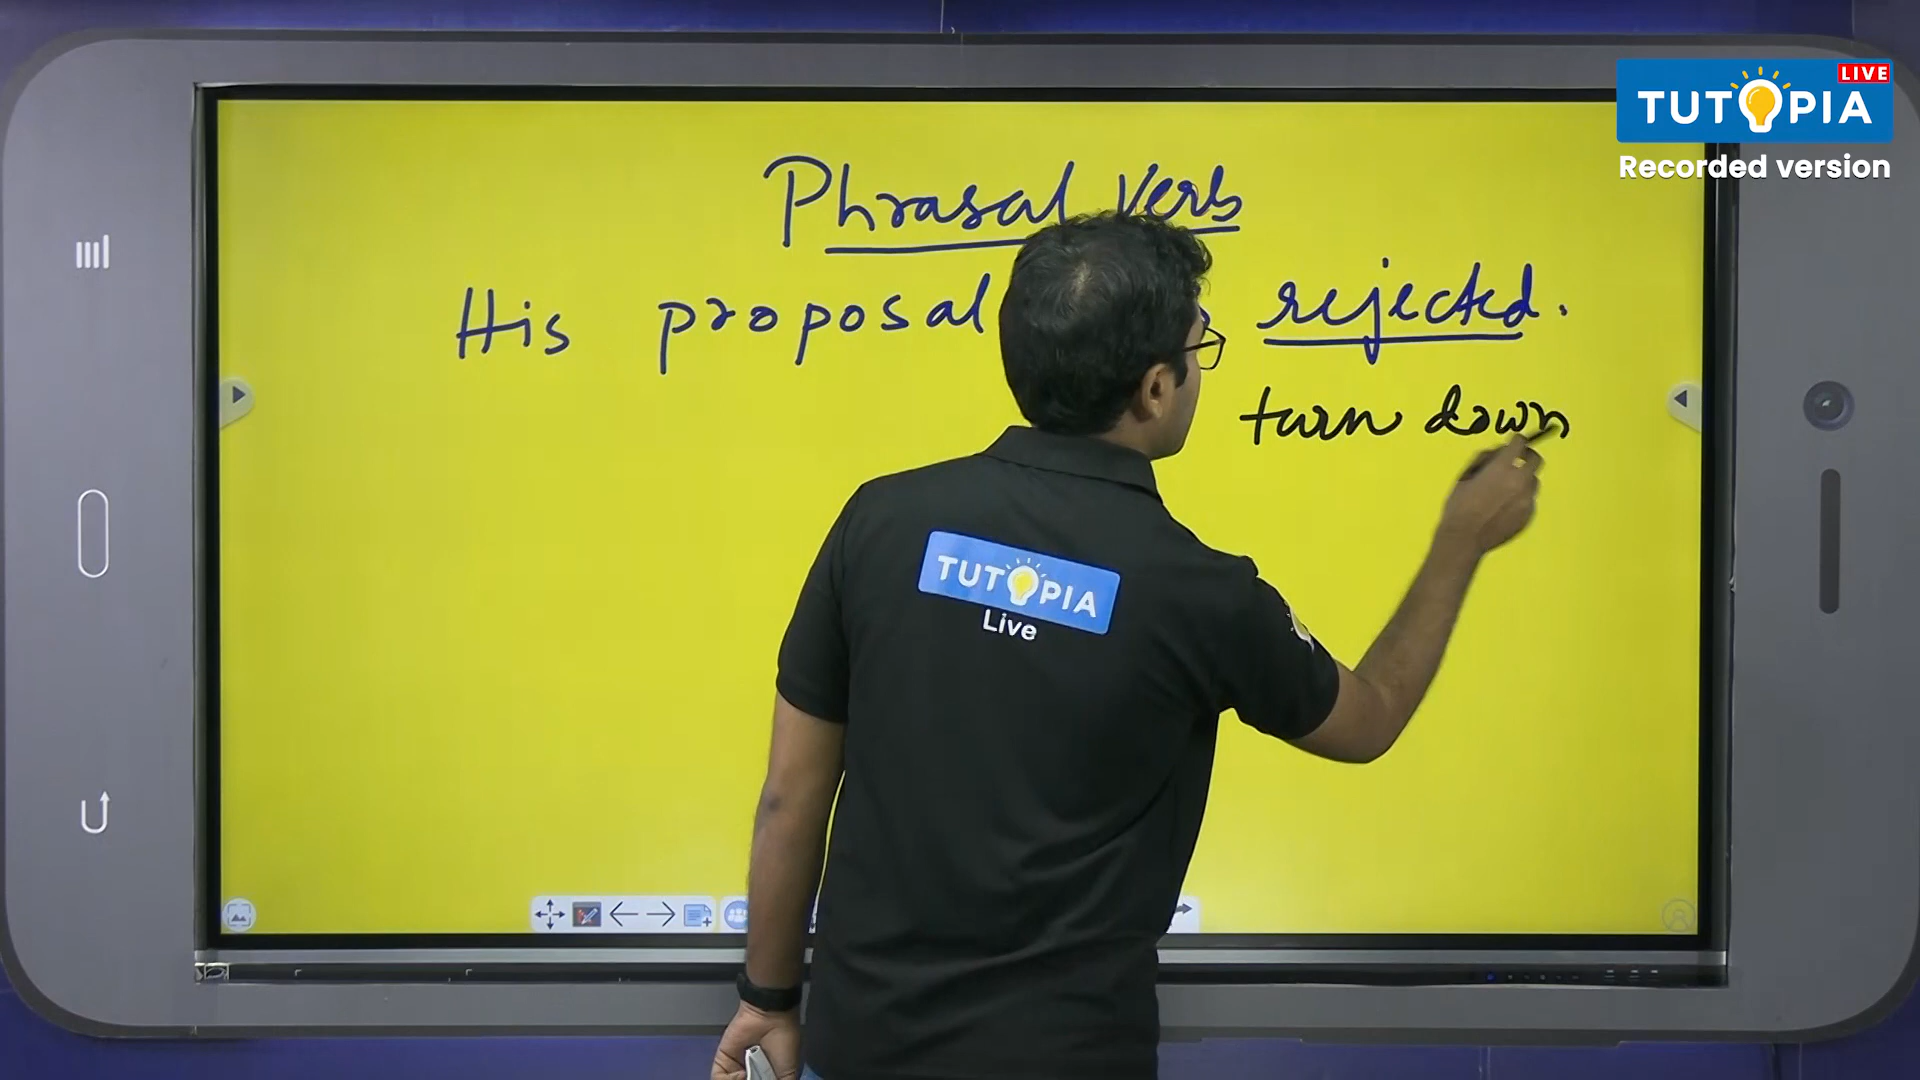 LIVE
TUTOPIA
Recorded version
Phrasal Verb
His proposal rejected.
turn down
TUTOPIA
Live